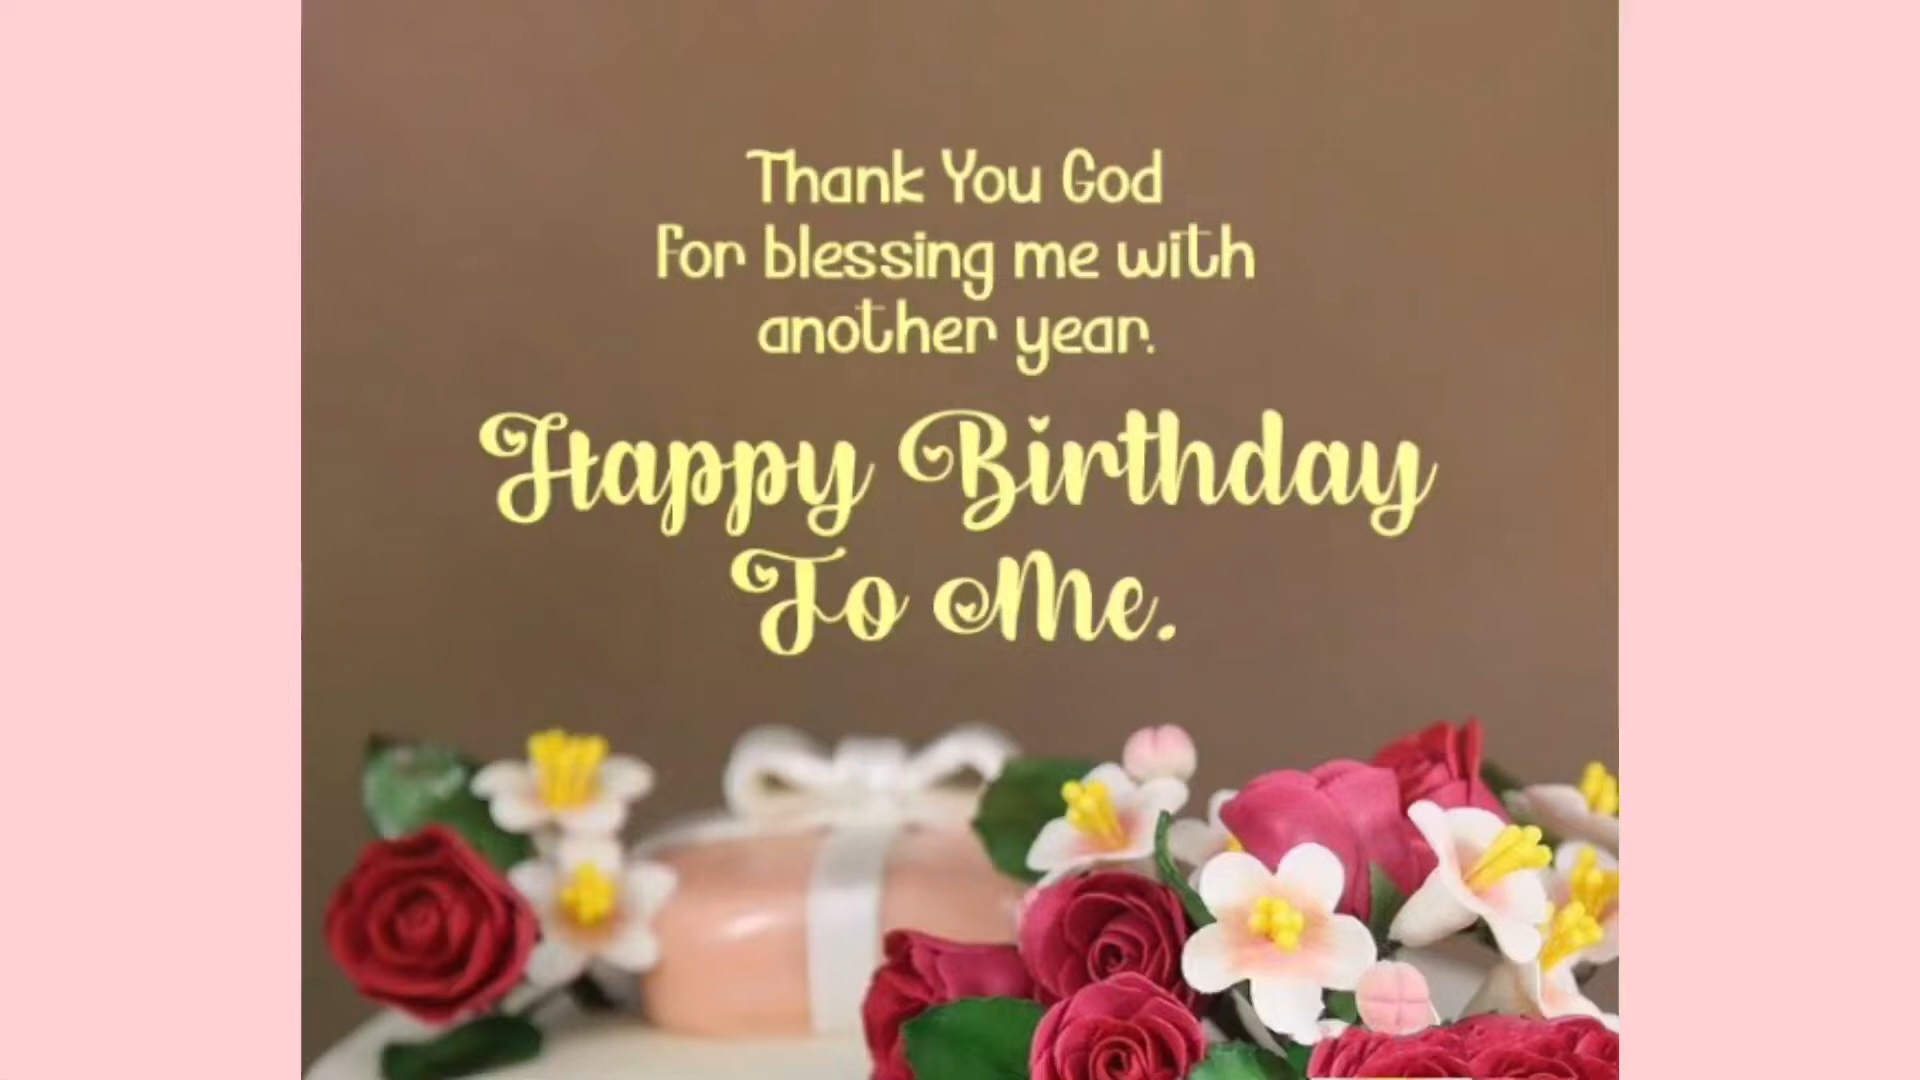 Thank You God
for blessing me with
another year.
Happy Birthday
To Me.